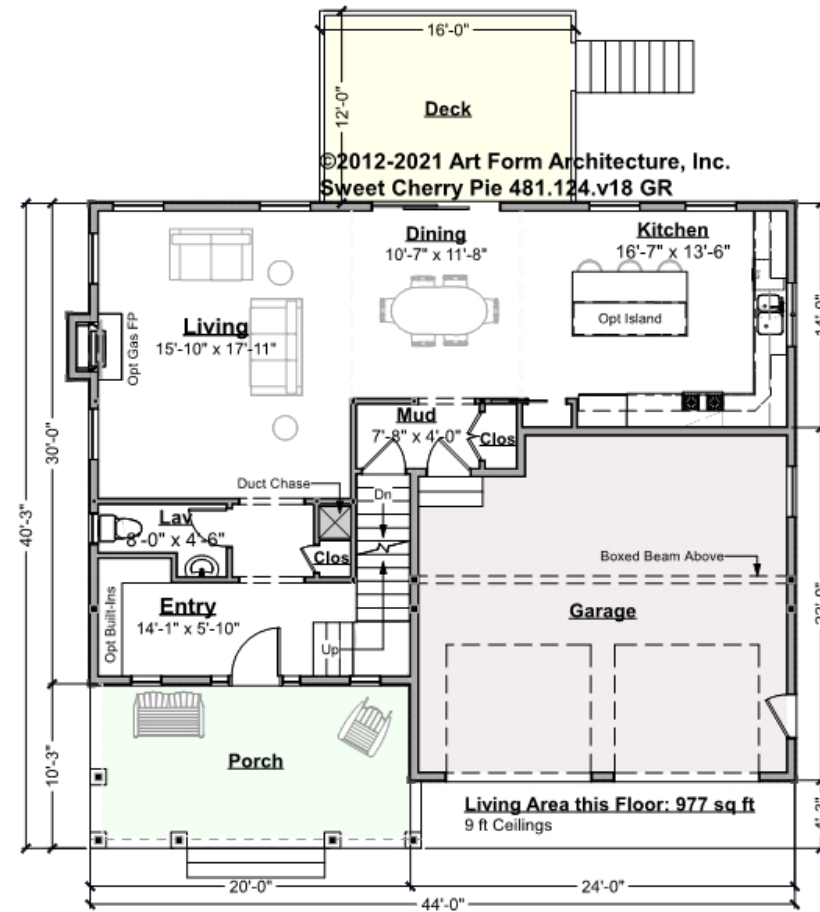 16'-0"
12'-0"
Deck
©2012-2021 Art Form Architecture, Inc.
Sweet Cherry Pie 481.124.v18 GR
Dining
10'-7" x 11'-8"
Kitchen
16'-7" x 13'-6"
Opt Island
Living
15'-10" x 17'-11"
Opt Gas FP
14'-0"
Mud
7'-8" x 4'-0"
Clos
30'-0"
40'-3"
Duct Chase
Dn
Lav
8'-0" x 4'-6"
Clos
Boxed Beam Above
Entry
14'-1" x 5'-10"
Opt Built-Ins
Up
Garage
Porch
10'-3"
Living Area this Floor: 977 sq ft
9 ft Ceilings
20'-0"
24'-0"
44'-0"